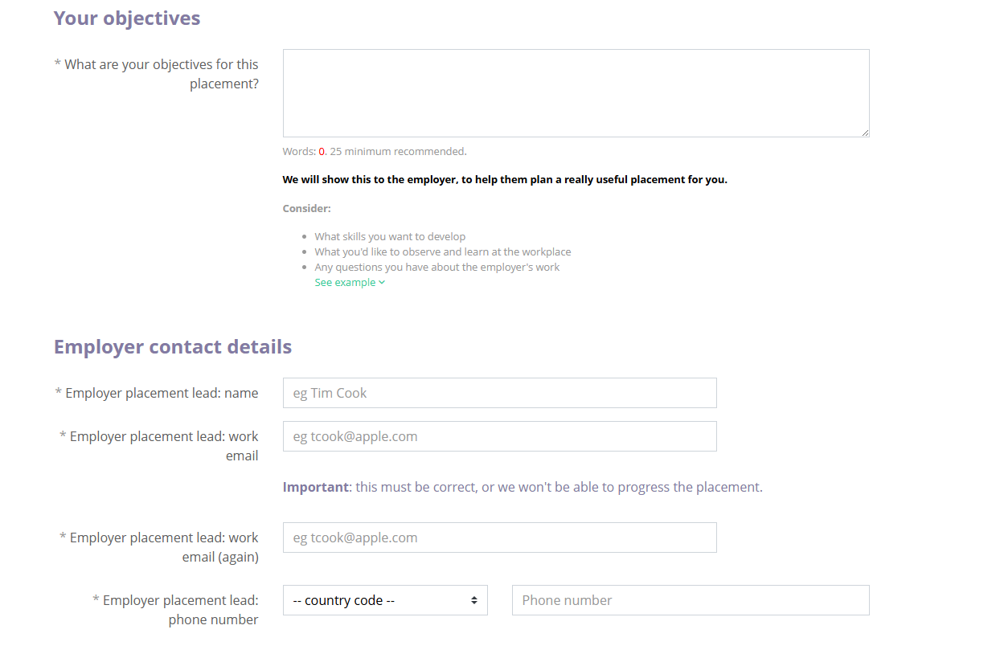 Your objectives
* What are your objectives for this
placement?
Words: 0. 25 minimum recommended.
We will show this to the employer, to help them plan a really useful placement for you.
Consider:
What skills you want to develop
What you'd like to observe and learn at the workplace
Any questions you have about the employer's work
See example
Employer contact details
* Employer placement lead: name
eg Tim Cook
* Employer placement lead: work
email
eg tcook@apple.com
Important: this must be correct, or we won't be able to progress the placement.
* Employer placement lead: work
email (again)
eg tcook@apple.com
* Employer placement lead:
phone number
-- country code --
Phone number